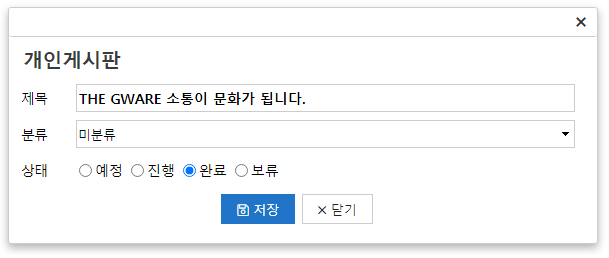 개인게시판
제목 THE GWARE 소통이 문화가 됩니다.
분류 미분류
상태 예정 진행 완료 보류
저장 닫기